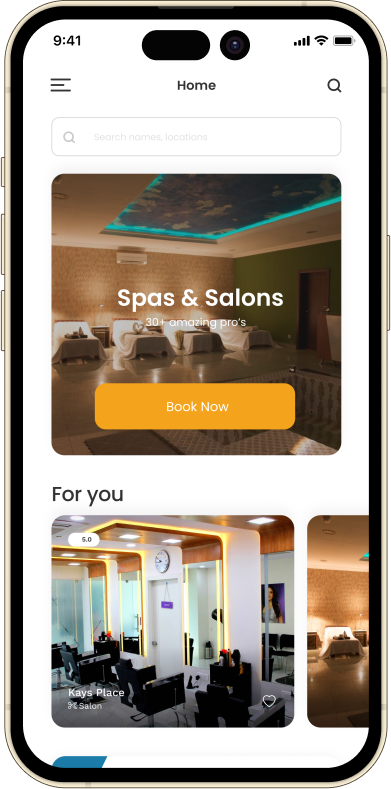 9:41
Home
Search names, locations
Spas & Salons
30+ amazing pro's
Book Now
For you
5.0
Kays Place
Salon